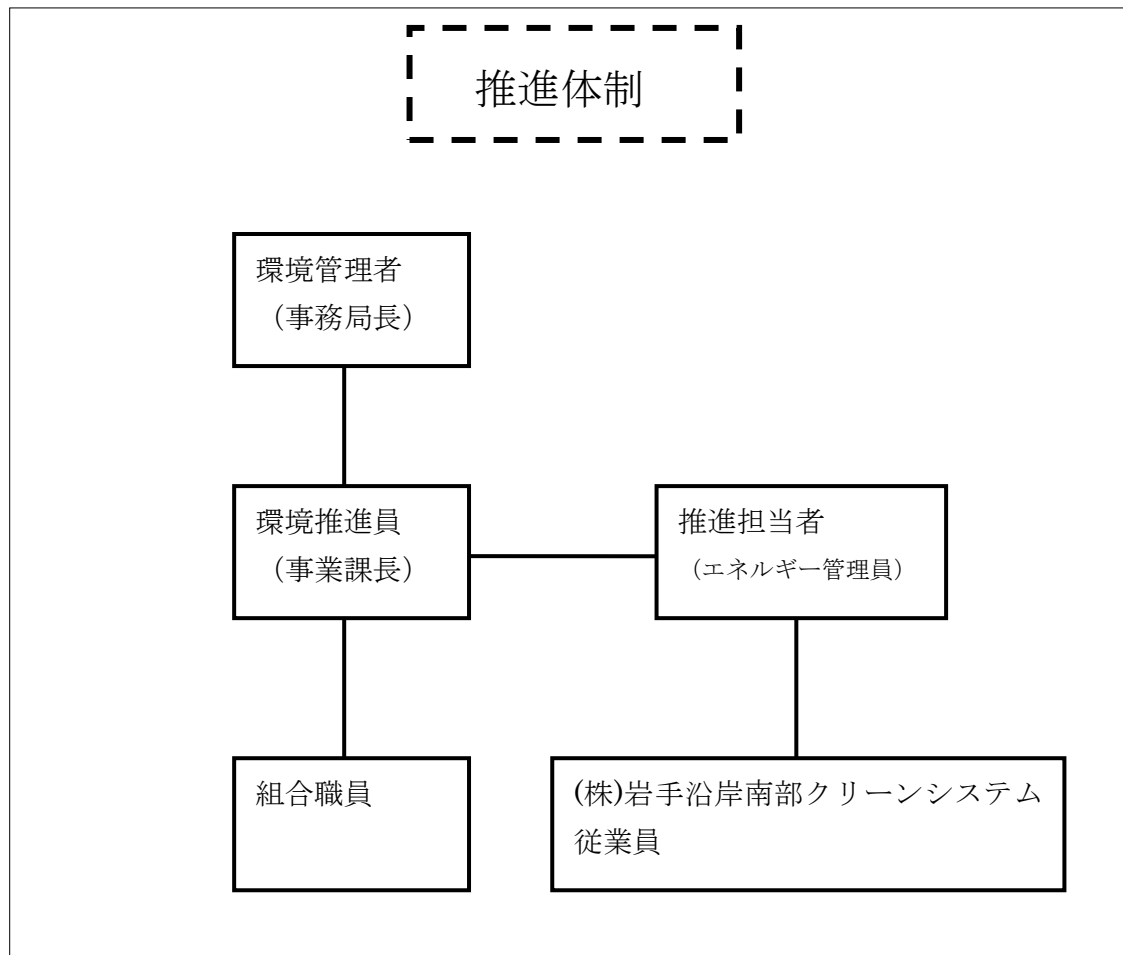 推進体制
環境管理者
（事務局長）
環境推進員
（事業課長）
推進担当者
（エネルギー管理員）
組合職員
(株)岩手沿岸南部クリーンシステム
従業員